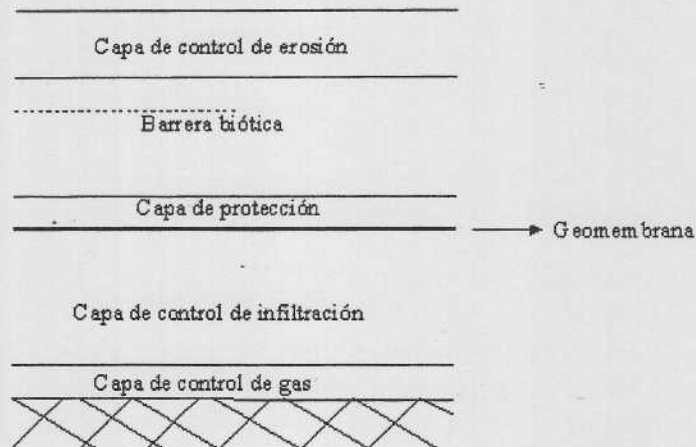 Capa de control de erosión
Barrera biótica
Capa de protección
Geomembrana
Capa de control de infiltración
Capa de control de gas